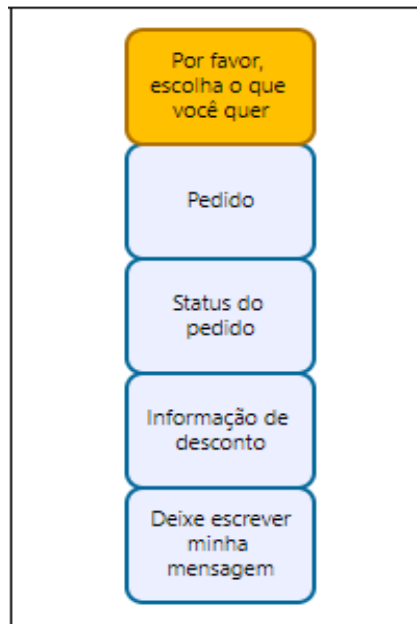 Por favor,
escolha o que
você quer
Pedido
Status do
pedido
Informação de
desconto
Deixe escrever
minha
mensagem